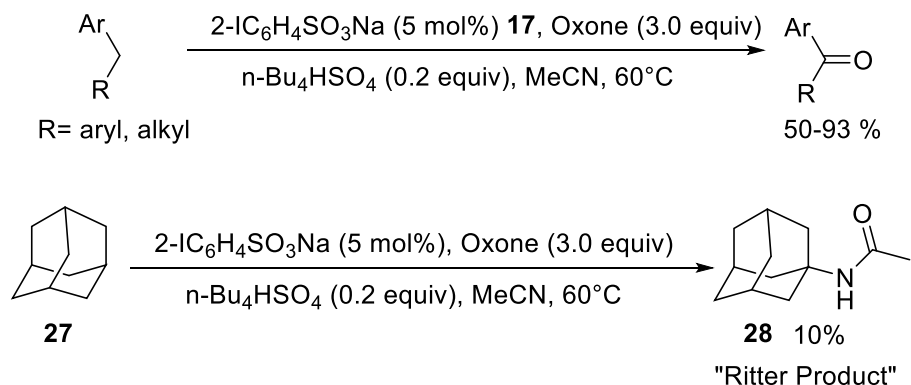 Ar
2-IC₆H₄SO₃Na (5 mol%) 17, Oxone (3.0 equiv)
Ar
O
R
n-Bu₄HSO₄ (0.2 equiv), MeCN, 60°C
R
R= aryl, alkyl
50-93 %
2-IC₆H₄SO₃Na (5 mol%), Oxone (3.0 equiv)
O
n-Bu₄HSO₄ (0.2 equiv), MeCN, 60°C
N
H
27
28 10%
"Ritter Product"